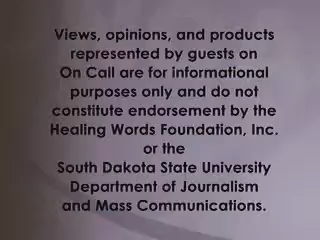 Views, opinions, and products
represented by guests on
On Call are for informational
purposes only and do not
constitute endorsement by the
Healing Words Foundation, Inc.
or the
South Dakota State University
Department of Journalism
and Mass Communications.